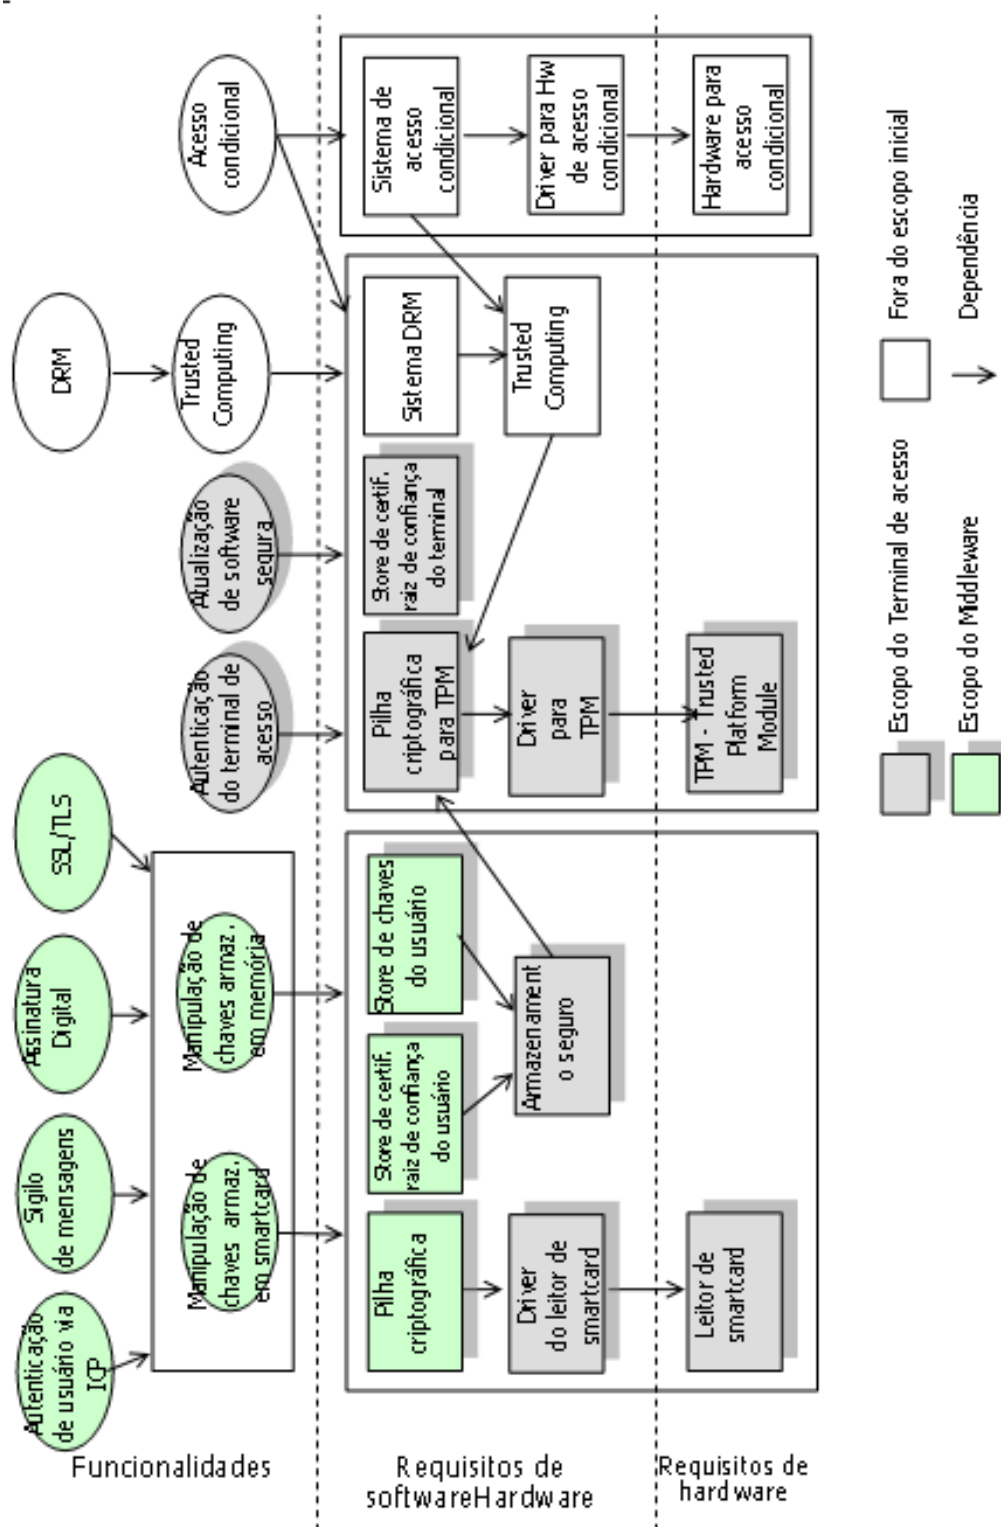 Autenticação
de usuário via
ICP
Sigilo
de mensagens
Assinatura
Digital
SSL/TLS
DRM
Manipulação de
chaves armaz.
em smartcard
Manipulação de
chaves armaz.
em memória
Autenticação
do terminal de
acesso
Atualização
de software
segura
Trusted
Computing
Acesso
condicional
Funcionalidades
Pilha
criptográfica
Store de certif.
raiz de confiança
do usuário
Store de chaves
do usuário
Pilha
criptográfica
para TPM
Store de certif.
raiz de confiança
do terminal
Sistema DRM
Sistema de
acesso
condicional
Requisitos de
softwareHardware
Driver
do leitor de
smartcard
Armazenament
o seguro
Driver
para
TPM
Trusted
Computing
Driver para Hw
de acesso
condicional
Requisitos de
hardware
Leitor de
smartcard
TPM - Trusted
Platform
Module
Hardware para
acesso
condicional
Escopo do Terminal de acesso
Fora do escopo inicial
Escopo do Middleware
Dependência